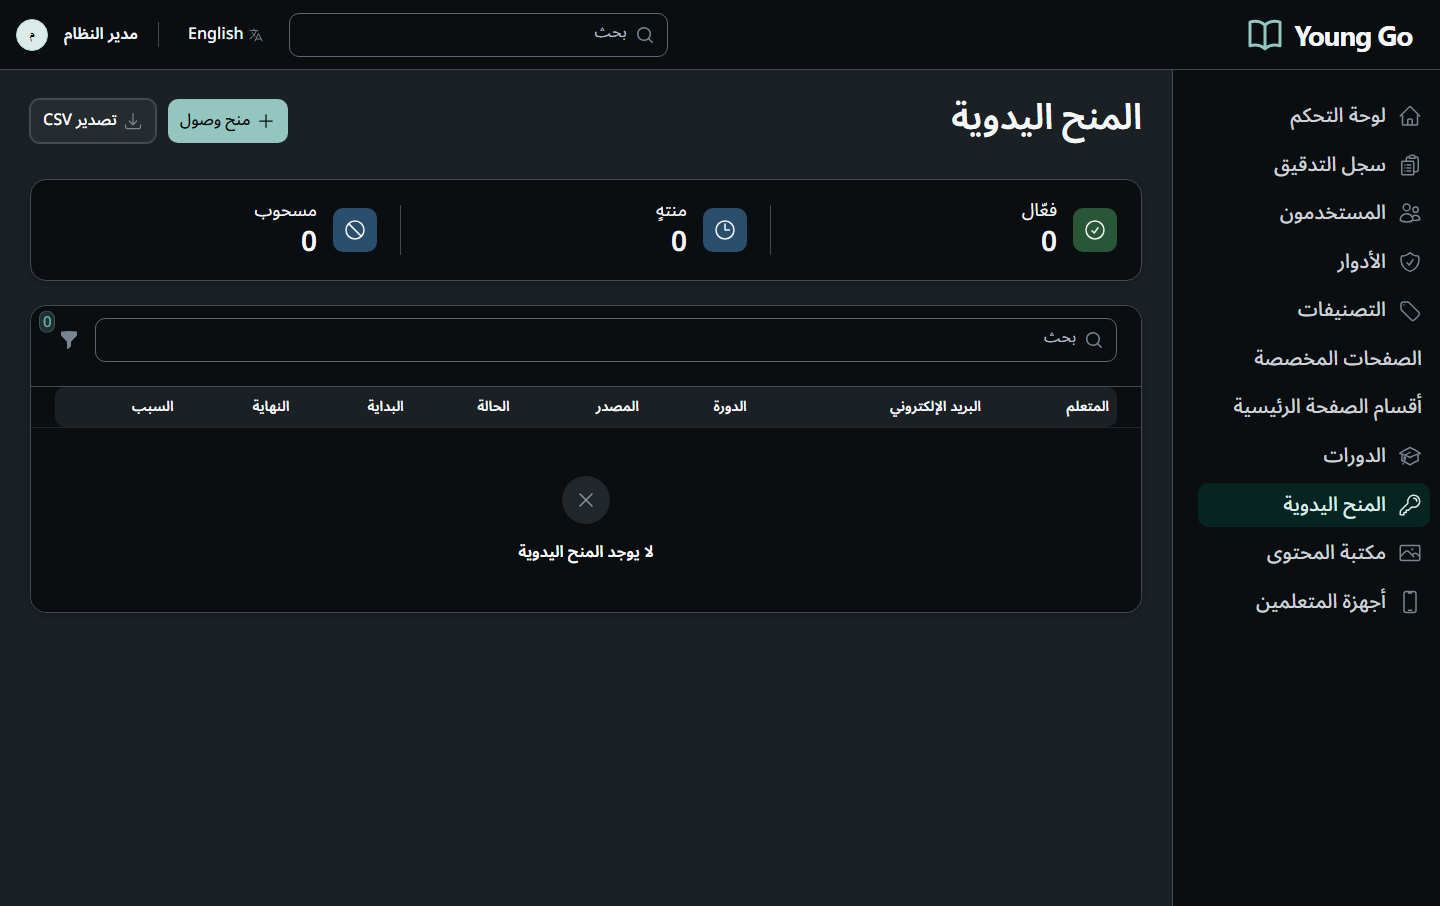 Young Go
بحث
English
مدير النظام
م
لوحة التحكم
سجل التدقيق
المستخدمون
الأدوار
التصنيفات
الصفحات المخصصة
أقسام الصفحة الرئيسية
الدورات
المنح اليدوية
مكتبة المحتوى
أجهزة المتعلمين
المنح اليدوية
منح وصول
تصدير CSV
فعّال
0
منتهٍ
0
مسحوب
0
بحث
0
المتعلم البريد الإلكتروني الدورة المصدر الحالة البداية النهاية السبب
لا يوجد المنح اليدوية